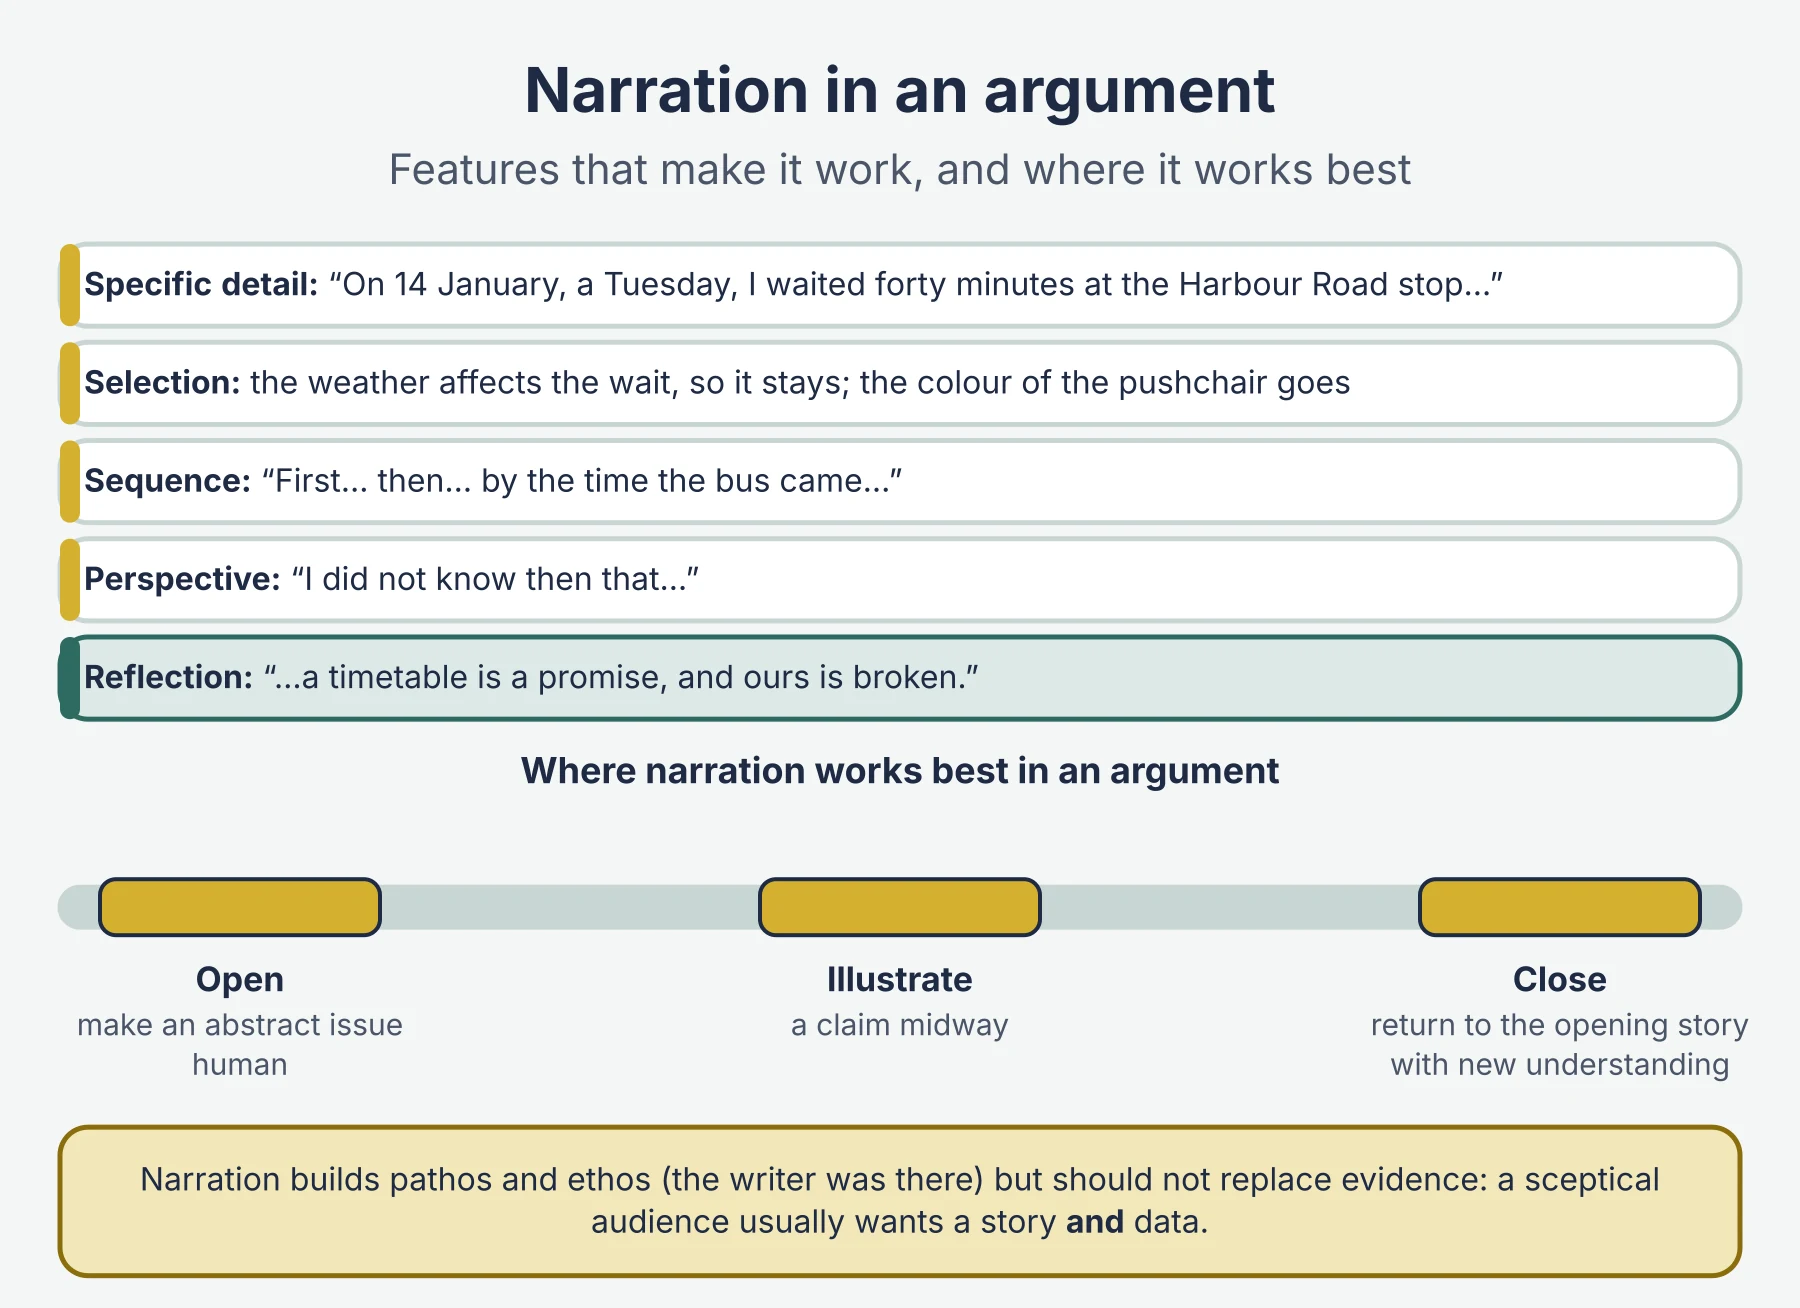 Narration in an argument
Features that make it work, and where it works best
Specific detail: “On 14 January, a Tuesday, I waited forty minutes at the Harbour Road stop…”
Selection: the weather affects the wait, so it stays; the colour of the pushchair goes
Sequence: “First… then… by the time the bus came…”
Perspective: “I did not know then that…”
Reflection: “…a timetable is a promise, and ours is broken.”
Where narration works best in an argument
Open
make an abstract issue
human
Illustrate
a claim midway
Close
return to the opening story
with new understanding
Narration builds pathos and ethos (the writer was there) but should not replace evidence: a sceptical
audience usually wants a story and data.